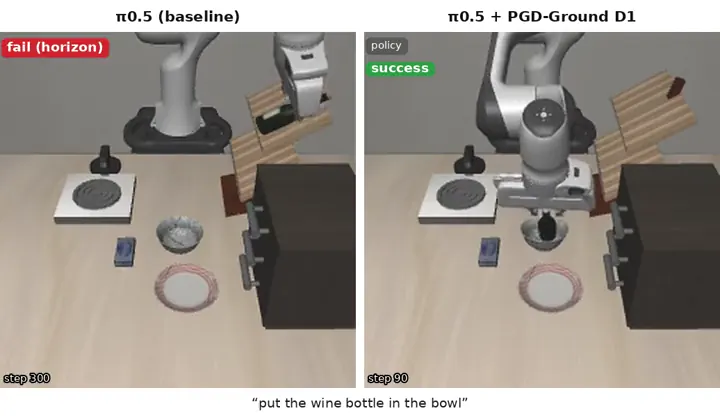 π0.5 (baseline)
π0.5 + PGD-Ground D1
fail (horizon)
policy
success
step 300
step 90
“put the wine bottle in the bowl”